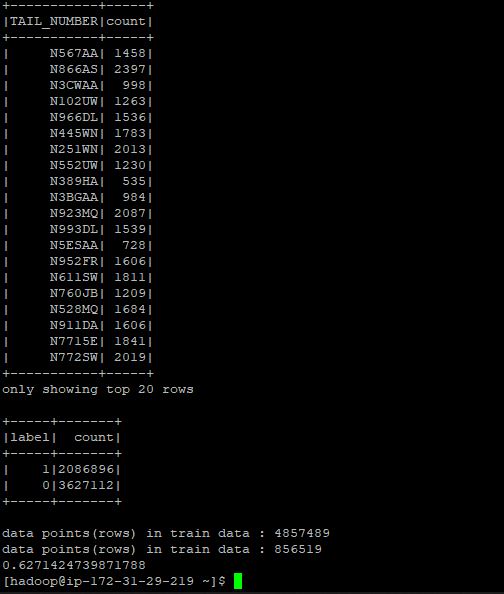 +-----------+-----+
|TAIL_NUMBER|count|
+-----------+-----+
|     N567AA| 1458|
|     N866AS| 2397|
|     N3CWAA|  998|
|     N102UW| 1263|
|     N966DL| 1536|
|     N445WN| 1783|
|     N251WN| 2013|
|     N552UW| 1230|
|     N389HA|  535|
|     N3BGAA|  984|
|     N923MQ| 2087|
|     N993DL| 1539|
|     N5ESAA|  728|
|     N952FR| 1606|
|     N611SW| 1811|
|     N760JB| 1209|
|     N528MQ| 1684|
|     N911DA| 1606|
|     N7715E| 1841|
|     N772SW| 2019|
+-----------+-----+
only showing top 20 rows
+-----+-------+
|label|  count|
+-----+-------+
|    1|2086896|
|    0|3627112|
+-----+-------+
data points(rows) in train data : 4857489
data points(rows) in train data : 856519
0.6271424739871788
[hadoop@ip-172-31-29-219 ~]$